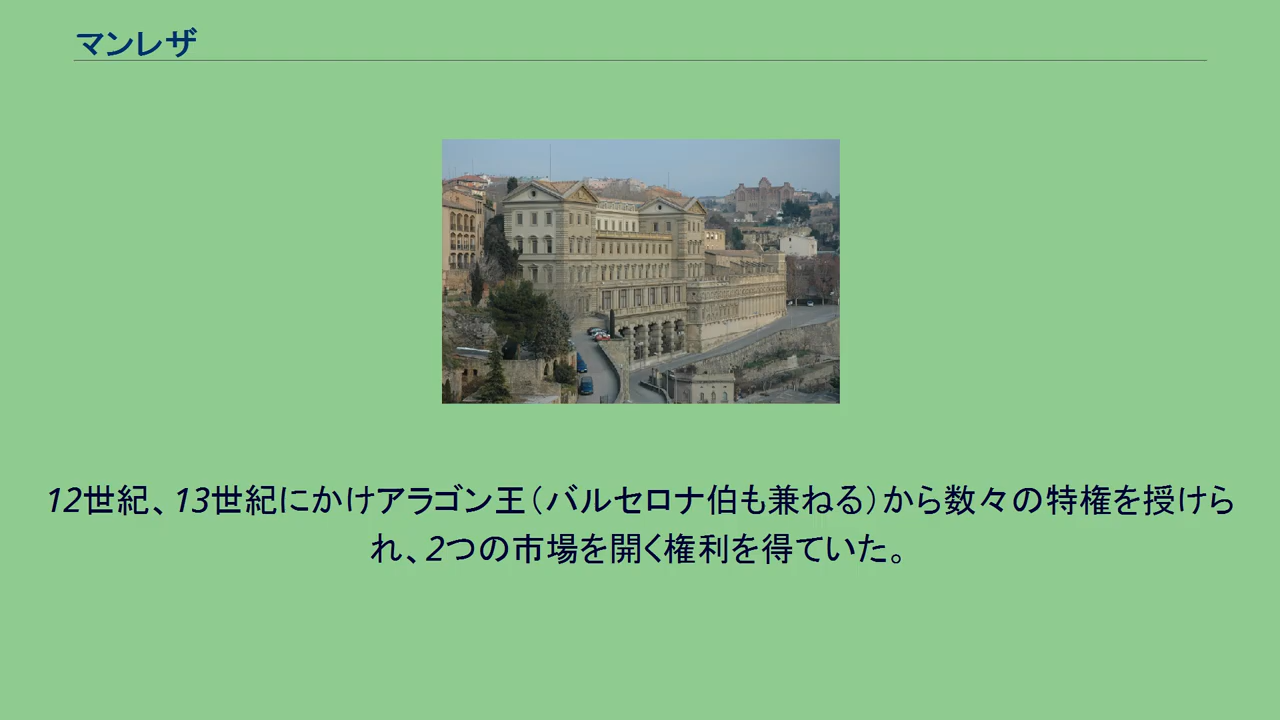 マンレザ
12世紀、13世紀にかけアラゴン王（バルセロナ伯も兼ねる）から数々の特権を授けら
れ、2つの市場を開く権利を得ていた。